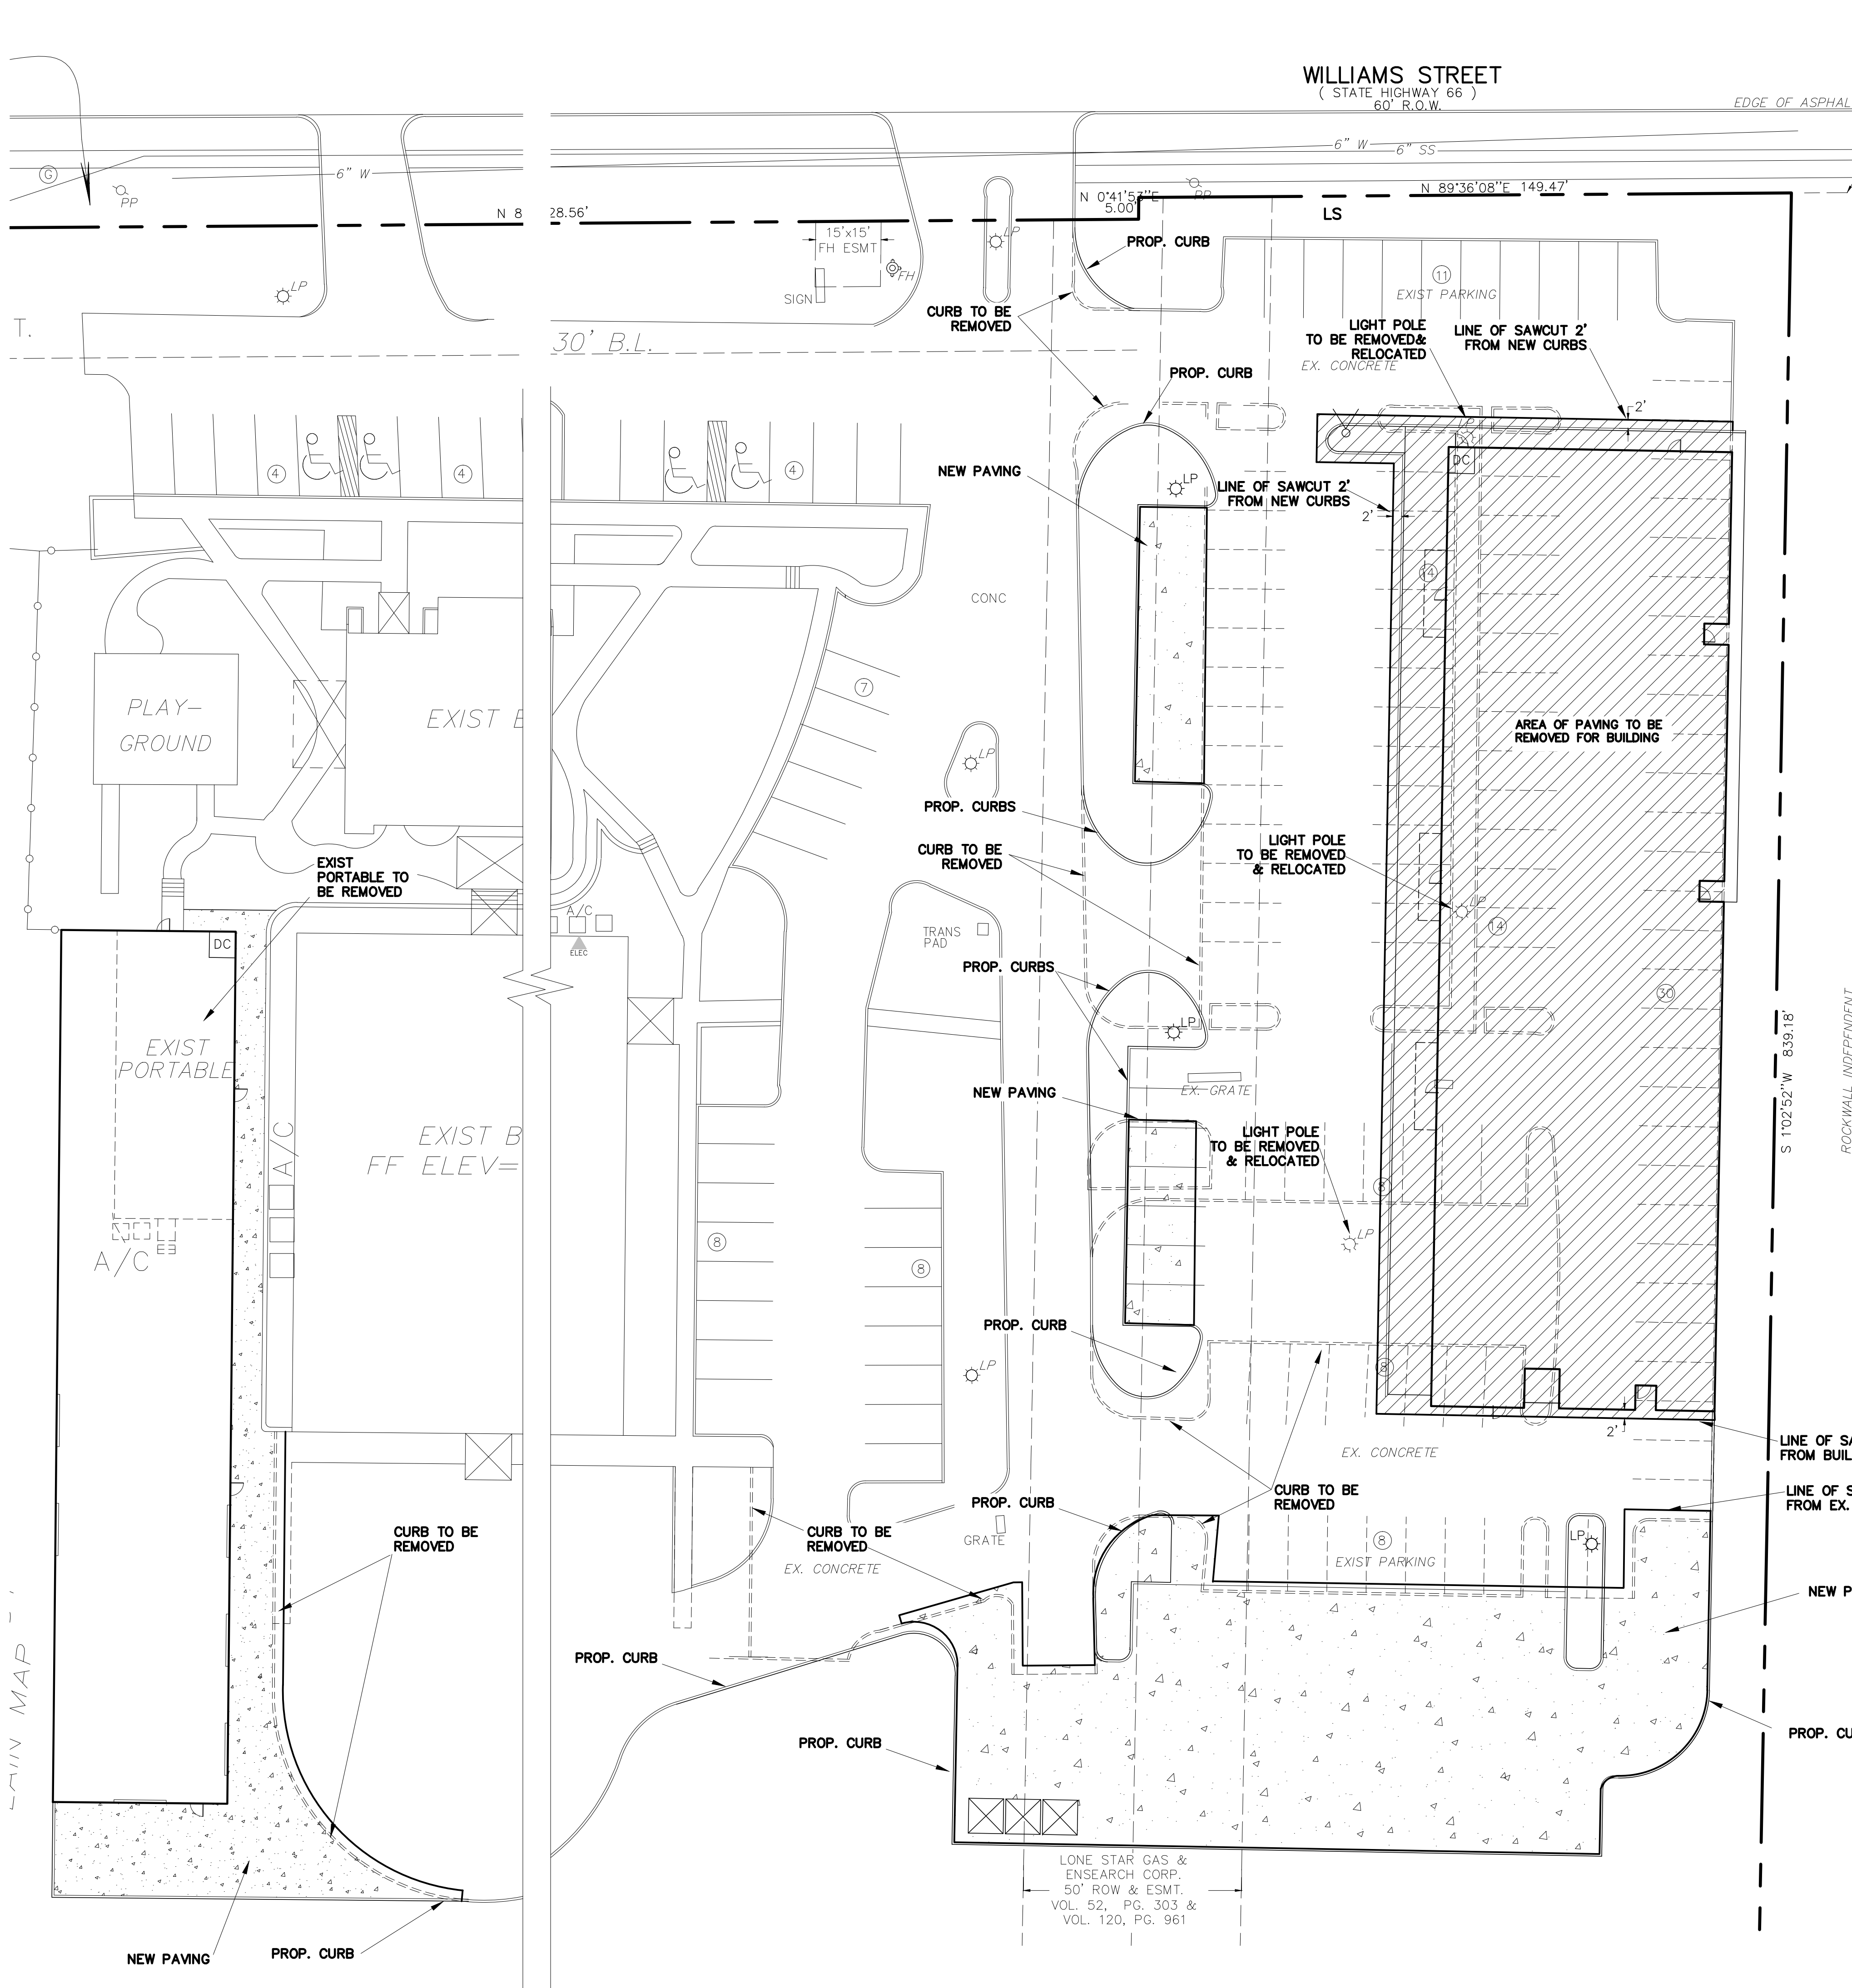 WILLIAMS STREET
( STATE HIGHWAY 66 )
60' R.O.W.
EDGE OF ASPHAL
6" W
6" SS
G
6" W
PP
PP
N 0°41'53"E
5.00'
N 89°36'08"E 149.47'
N 8
28.56'
LS
15'x15'
FH ESMT
LP
PROP. CURB
FH
LP
SIGN
11
EXIST PARKING
CURB TO BE
REMOVED
T.
30' B.L.
LIGHT POLE
TO BE REMOVED&
RELOCATED
LINE OF SAWCUT 2'
FROM NEW CURBS
EX. CONCRETE
PROP. CURB
2'
LP
4
4
4
NEW PAVING
LP
DC
LINE OF SAWCUT 2'
FROM NEW CURBS
2'
14
CONC
7
PLAY-
GROUND
EXIST B
AREA OF PAVING TO BE
REMOVED FOR BUILDING
LP
PROP. CURBS
CURB TO BE
REMOVED
LIGHT POLE
TO BE REMOVED
& RELOCATED
EXIST
PORTABLE TO
BE REMOVED
LP
A/C
ELEC
14
TRANS
PAD
DC
PROP. CURBS
30
LP
S 1°02'52"W 839.18'
ROCKWALL INDEPENDENT
EXIST
PORTABLE
EX. GRATE
NEW PAVING
A/C
EXIST B
FF ELEV=
LIGHT POLE
TO BE REMOVED
& RELOCATED
8
A/C
8
8
LP
PROP. CURB
LP
8
2'
LINE OF SA
FROM BUIL
EX. CONCRETE
CURB TO BE
REMOVED
LINE OF S
FROM EX.
PROP. CURB
CURB TO BE
REMOVED
CURB TO BE
REMOVED
GRATE
8
LP
EXIST PARKING
EX. CONCRETE
NEW P
MAP
PROP. CURB
PROP. CURB
PROP. CU
LONE STAR GAS &
ENSEARCH CORP.
50' ROW & ESMT.
VOL. 52, PG. 303 &
VOL. 120, PG. 961
NEW PAVING
PROP. CURB